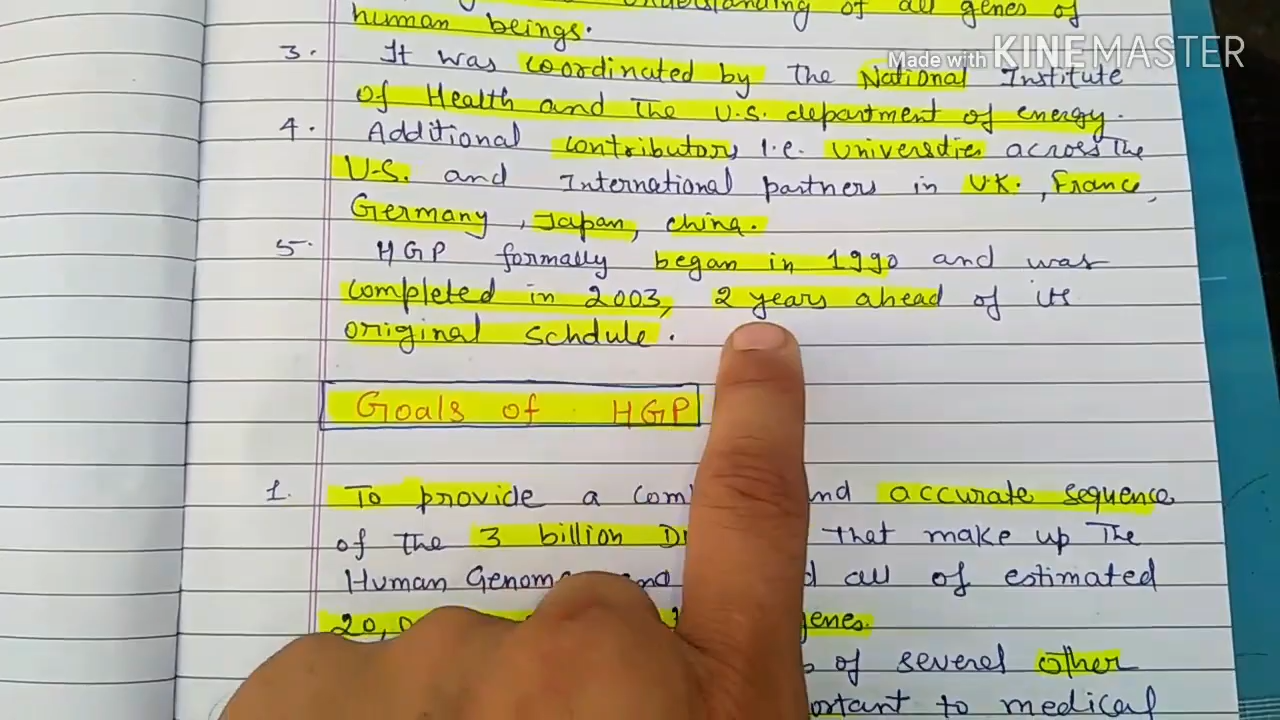 understanding of all genes of
human beings.
Made with KINEMASTER
3. It was coordinated by the National Institute
of Health and the U.S. department of energy.
4. Additional contributors i.e. Universities across the
U.S. and International partners in U.K., France,
Germany, Japan, china.
5. HGP formally began in 1990 and was
completed in 2003, 2 years ahead of its
original schdule.
Goals of HGP
1. To provide a accurate sequence
of the 3 billion that make up the
Human all of estimated
of several other
to medical